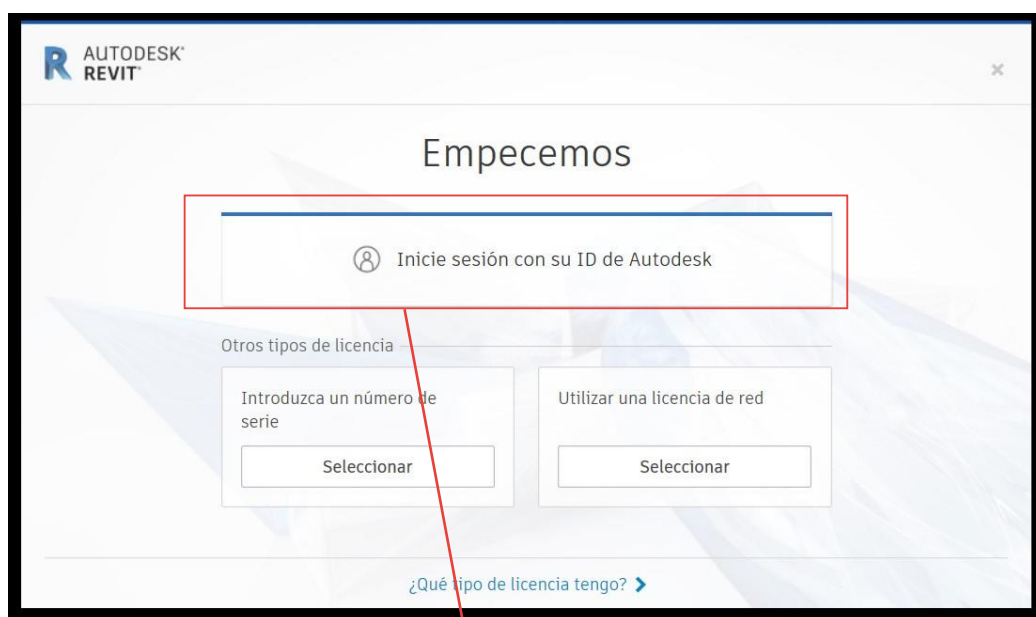 AUTODESK®
REVIT®
×
Empecemos
Inicie sesión con su ID de Autodesk
Otros tipos de licencia
Introduzca un número de
serie
Seleccionar
Utilizar una licencia de red
Seleccionar
¿Qué tipo de licencia tengo?